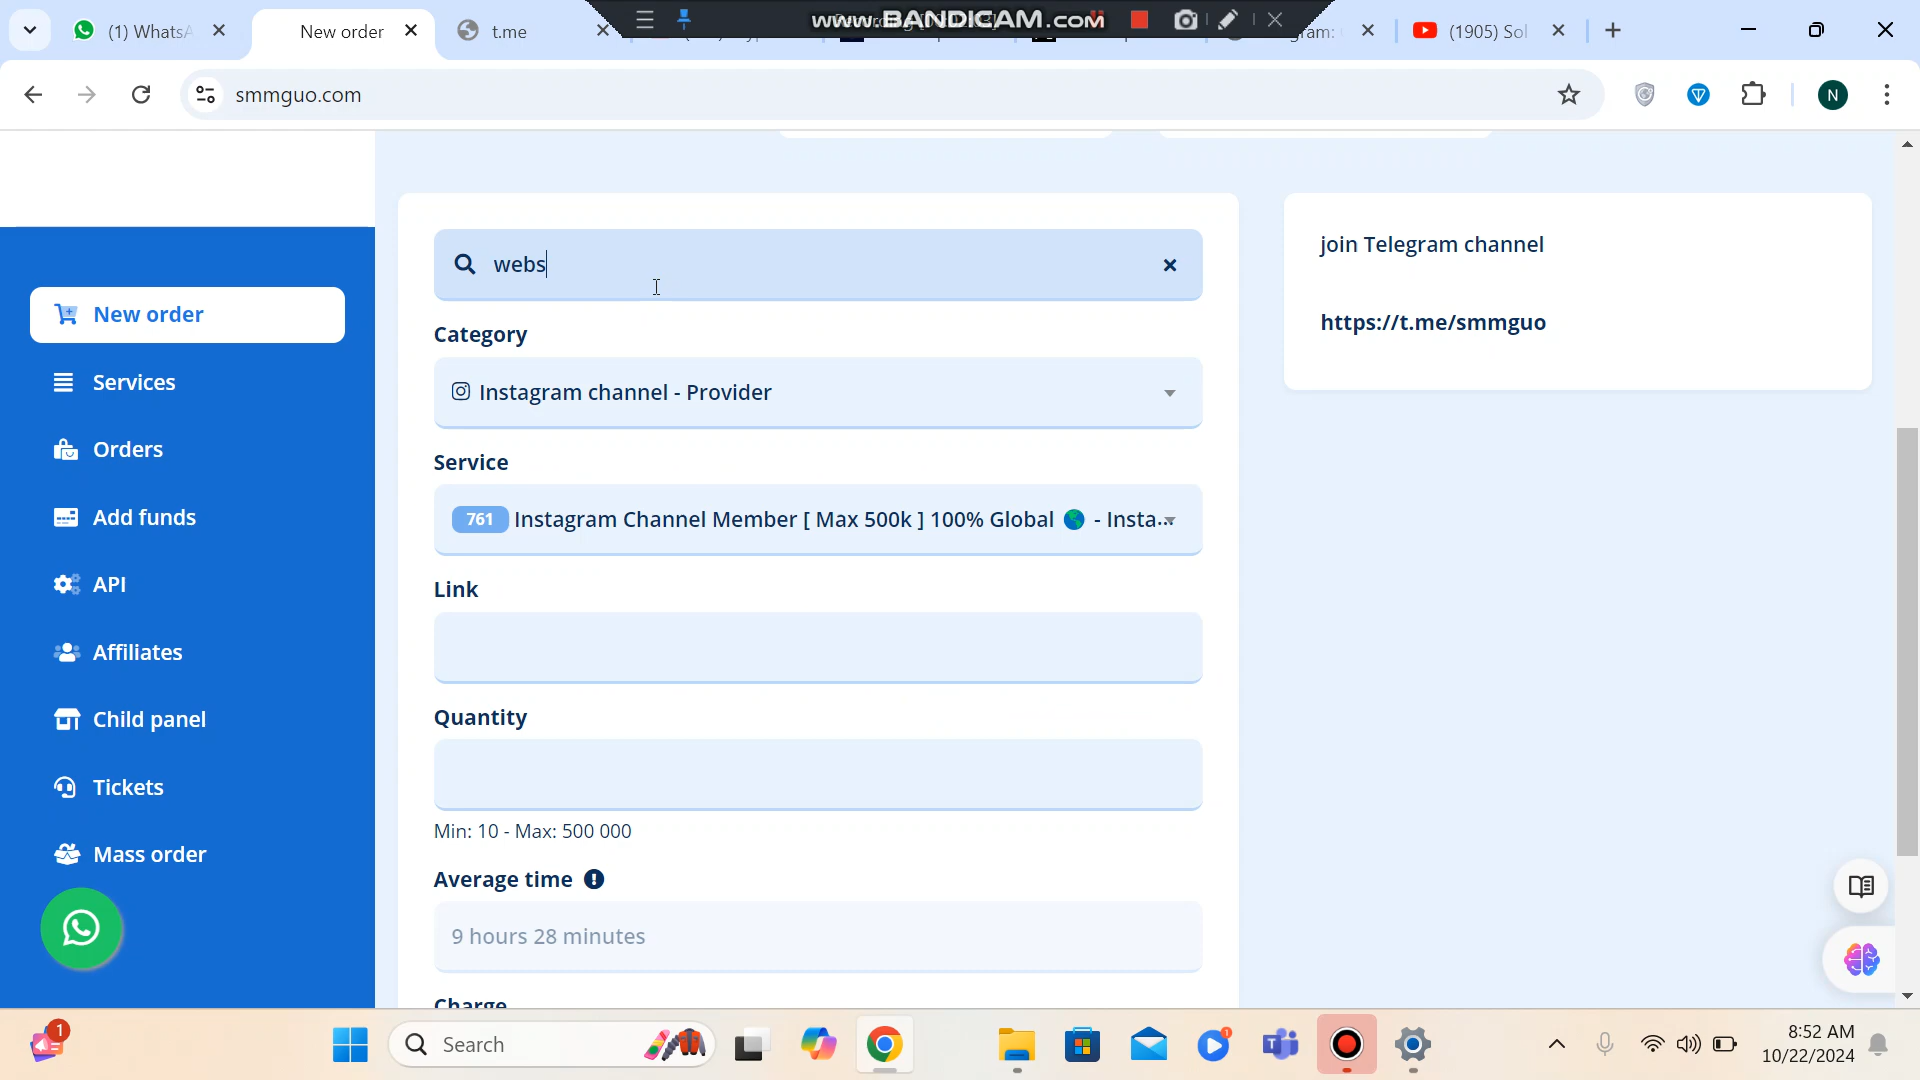 (1) WhatsA
New order
t.me
www.BANDICAM.com
gram:
(1905) Sol
smmguo.com
N
New order
Services
Orders
Add funds
API
Affiliates
Child panel
Tickets
Mass order
webs
Category
Instagram channel - Provider
Service
761 Instagram Channel Member [ Max 500k ] 100% Global 🌎 - Insta...
Link
Quantity
Min: 10 - Max: 500 000
Average time
9 hours 28 minutes
Charge
join Telegram channel
https://t.me/smmguo
1
Search
8:52 AM
10/22/2024